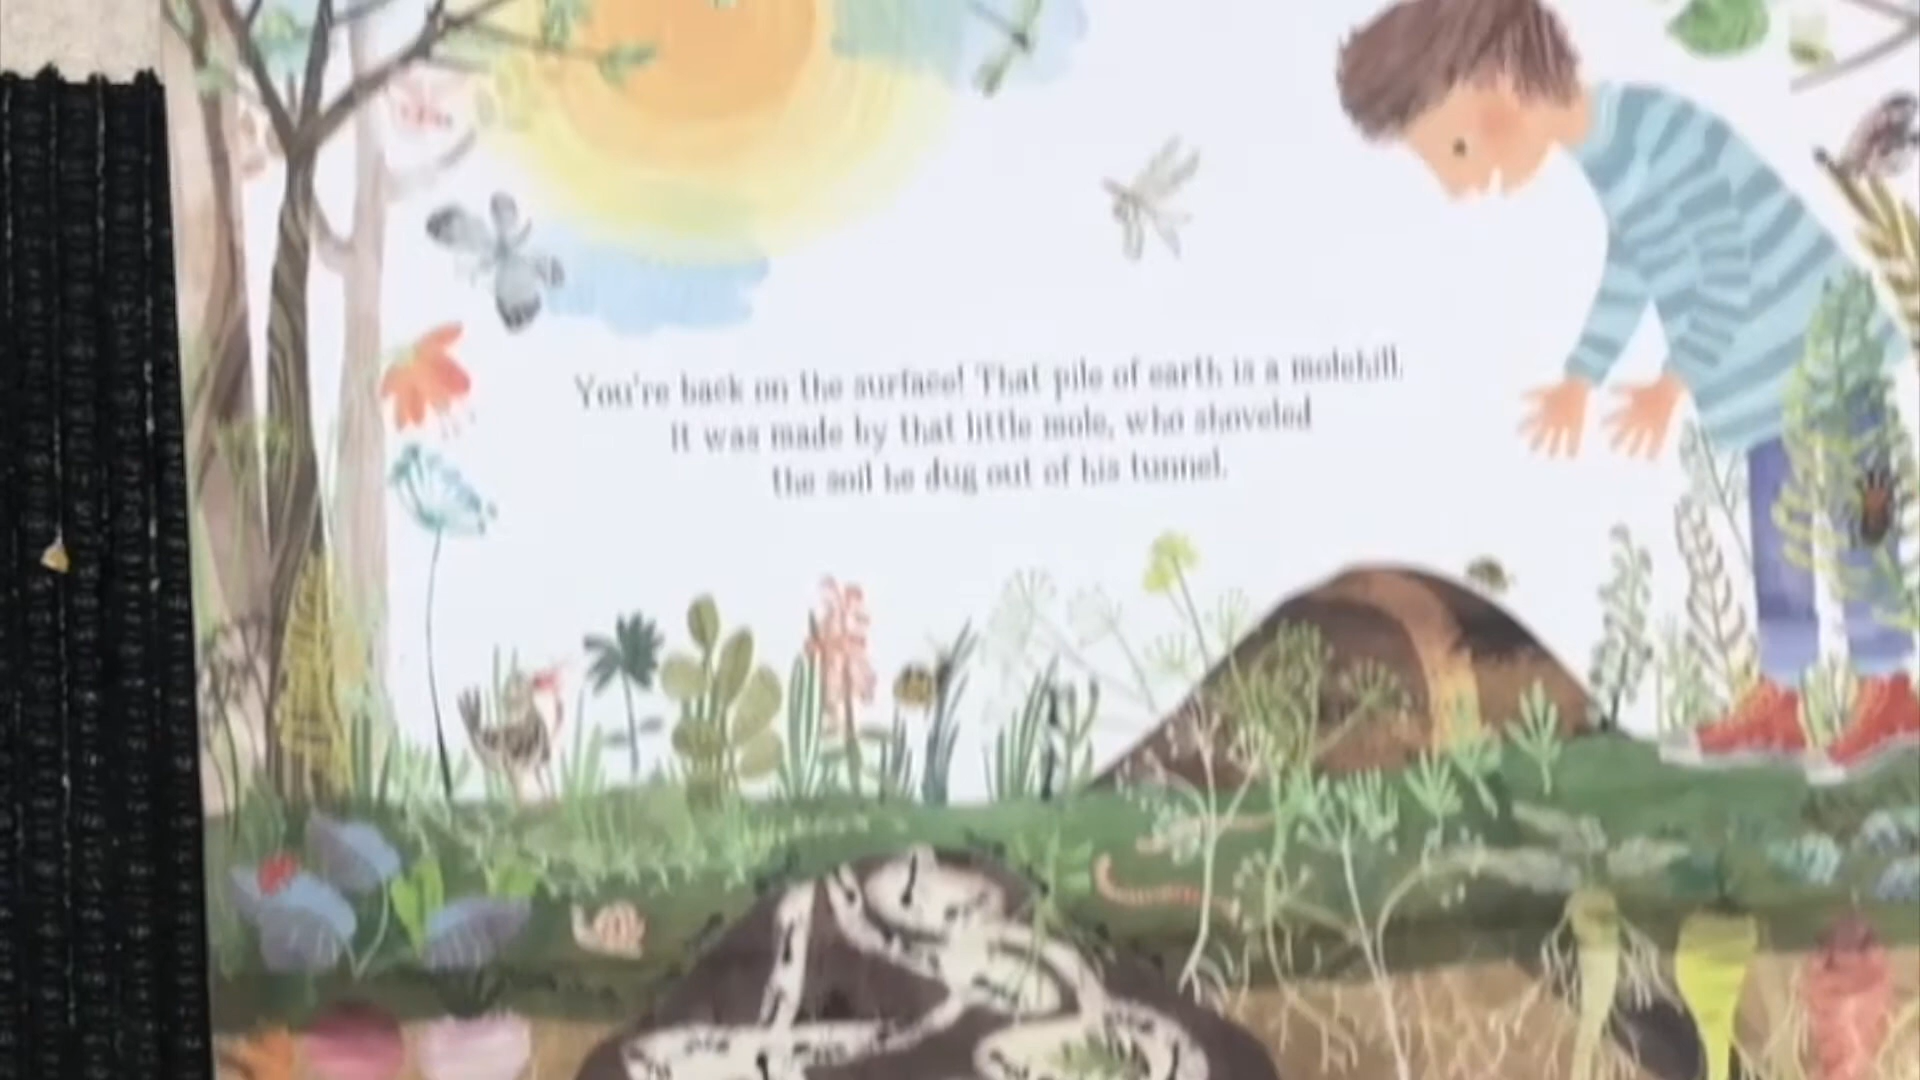 You're back on the surface! That pile of earth is a molehill.
It was made by that little mole, who shoveled
the soil he dug out of his tunnel.